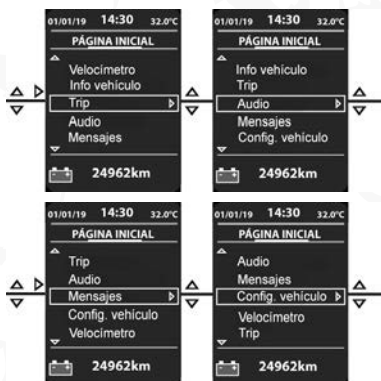 01/01/19 14:30 32.0°C
PÁGINA INICIAL
Velocimetro
Info vehículo
Trip
Audio
Mensajes
24962km
01/01/19 14:30 32.0°C
PÁGINA INICIAL
Info vehículo
Trip
Audio
Mensajes
Config. vehículo
24962km
01/01/19 14:30 32.0°C
PÁGINA INICIAL
Trip
Audio
Mensajes
Config. vehículo
Velocimetro
24962km
01/01/19 14:30 32.0°C
PÁGINA INICIAL
Audio
Mensajes
Config. vehículo
Velocimetro
Trip
24962km